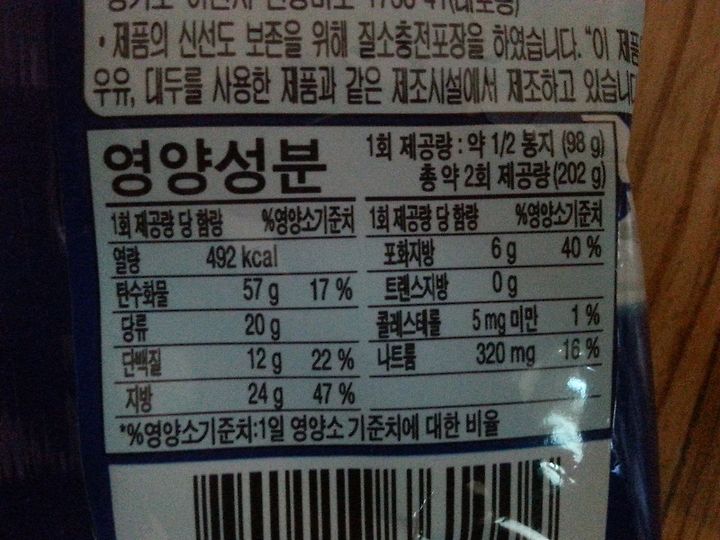 • 제품의 신선도 보존을 위해 질소충전포장을 하였습니다. "이 제품
우유, 대두를 사용한 제품과 같은 제조시설에서 제조하고 있습니다
영양성분
1회 제공량 : 약 1/2 봉지 (98 g)
총 약 2회 제공량 (202 g)
1회 제공량 당 함량 %영양소기준치 1회 제공량 당 함량 %영양소기준치
열량 492 kcal 포화지방 6 g 40 %
탄수화물 57 g 17 % 트랜스지방 0 g
당류 20 g 콜레스테롤 5 mg 미만 1 %
단백질 12 g 22 % 나트륨 320 mg 16 %
지방 24 g 47 %
*%영양소기준치:1일 영양소 기준치에 대한 비율